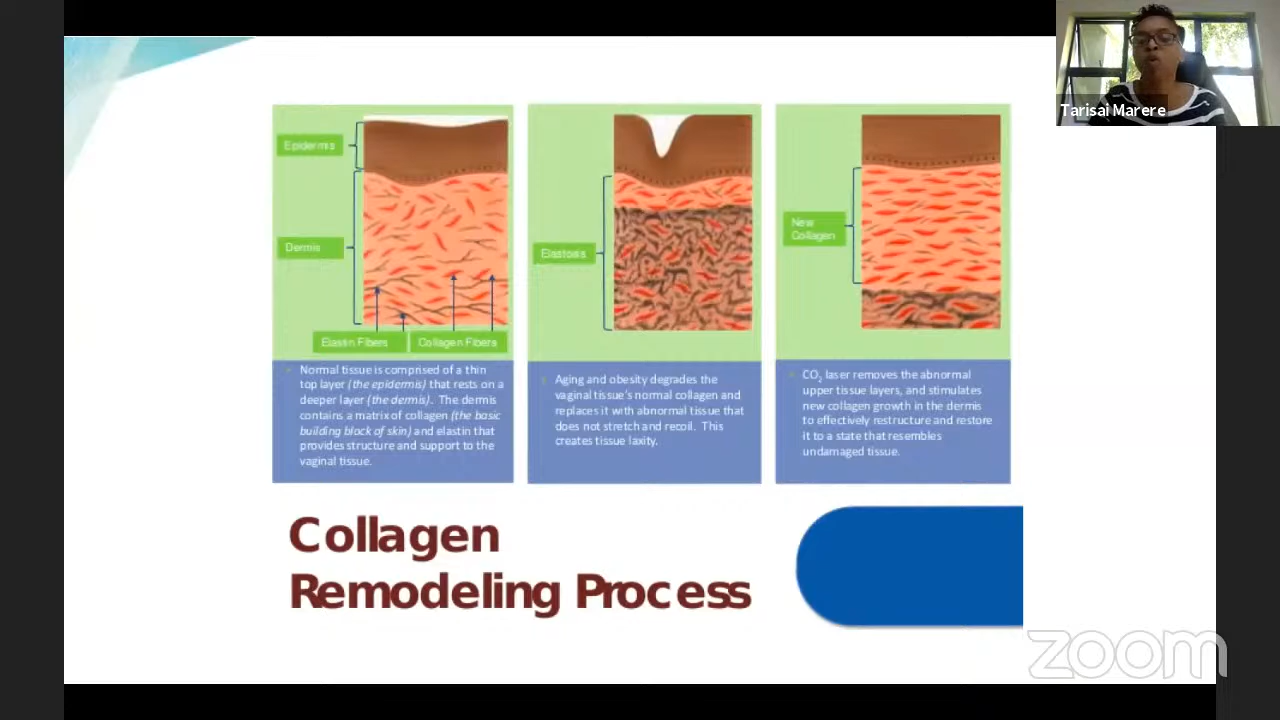 Tarisai Marere
Epidermis
Dermis
Elastin Fibers
Collagen Fibers
Normal tissue is comprised of a thin
top layer (the epidermis) that rests on a
deeper layer (the dermis). The dermis
contains a matrix of collagen (the basic
building block of skin) and elastin that
provides structure and support to the
vaginal tissue.
Elastosis
Aging and obesity degrades the
vaginal tissue's normal collagen and
replaces it with abnormal tissue that
does not stretch and recoil. This
creates tissue laxity.
New
Collagen
CO2 laser removes the abnormal
upper tissue layers, and stimulates
new collagen growth in the dermis
to effectively restructure and restore
it to a state that resembles
undamaged tissue.
Collagen
Remodeling Process
zoom